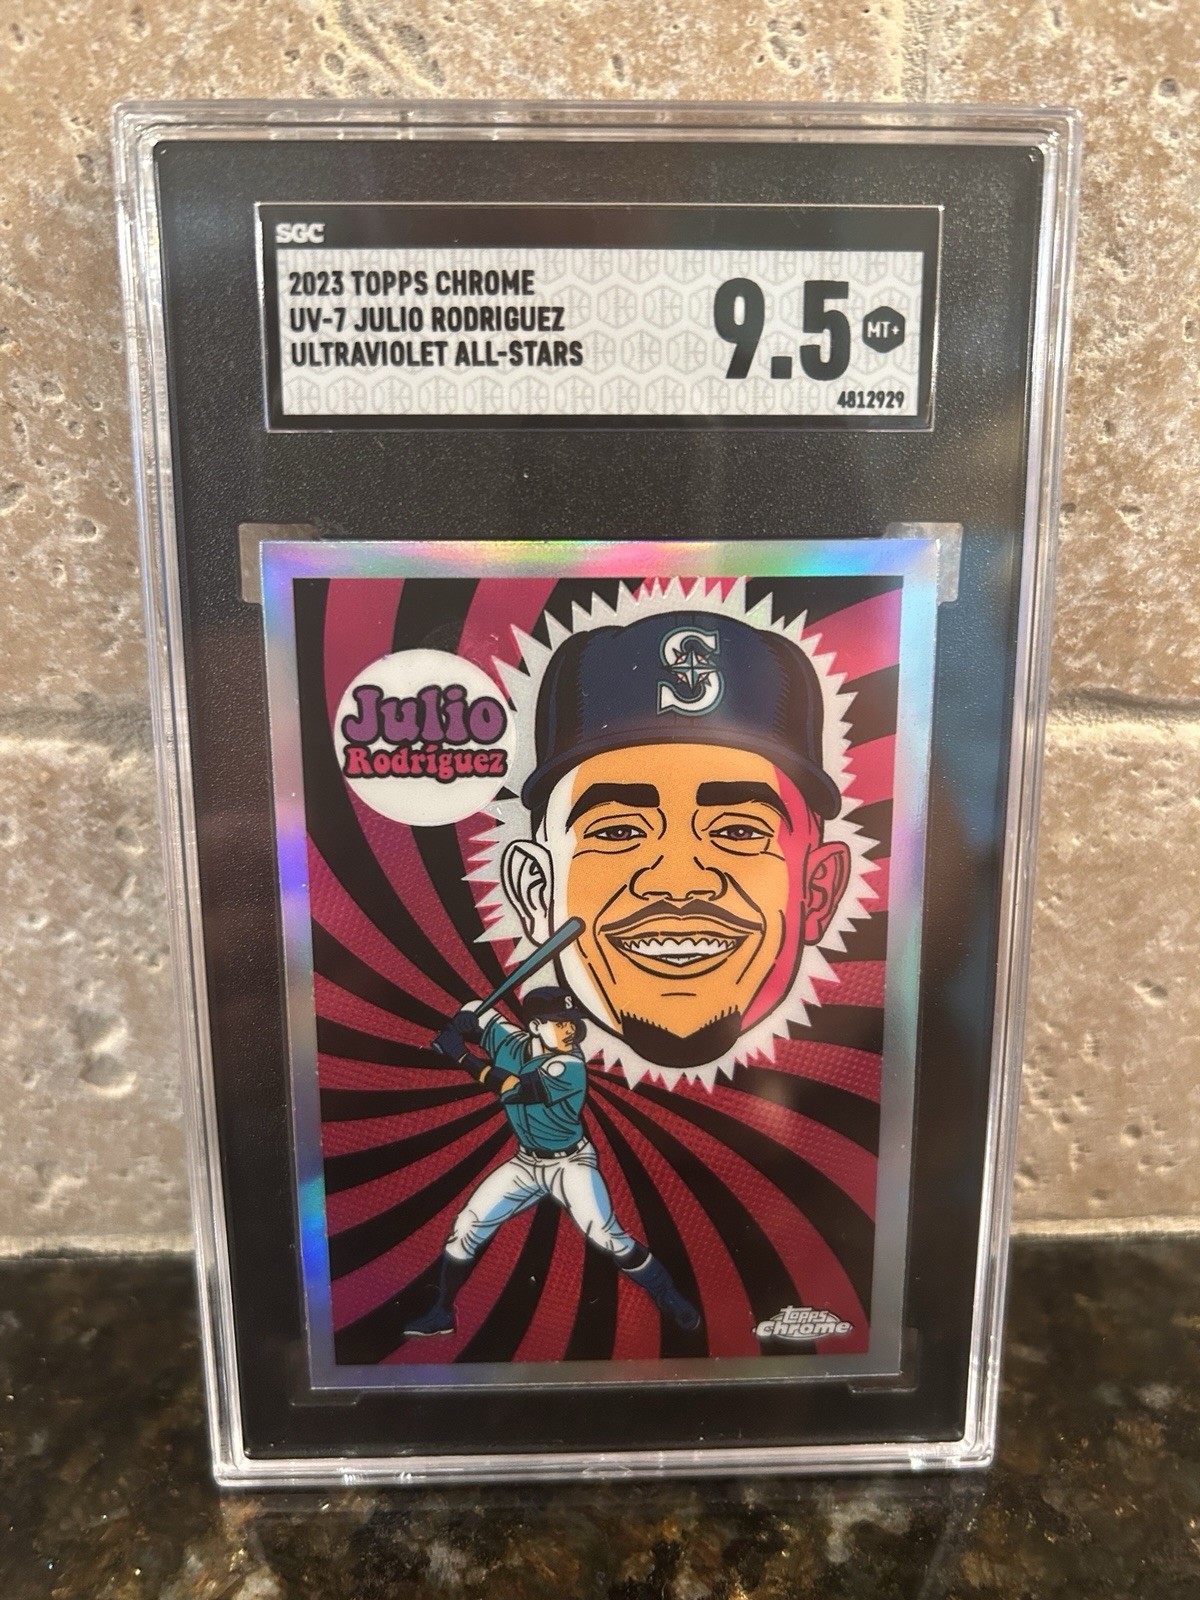 SGC
2023 TOPPS CHROME
UV-7 JULIO RODRIGUEZ
ULTRAVIOLET ALL-STARS
9.5
MT+
4812929
S
Julio
Rodríguez
S
Topps
Chrome